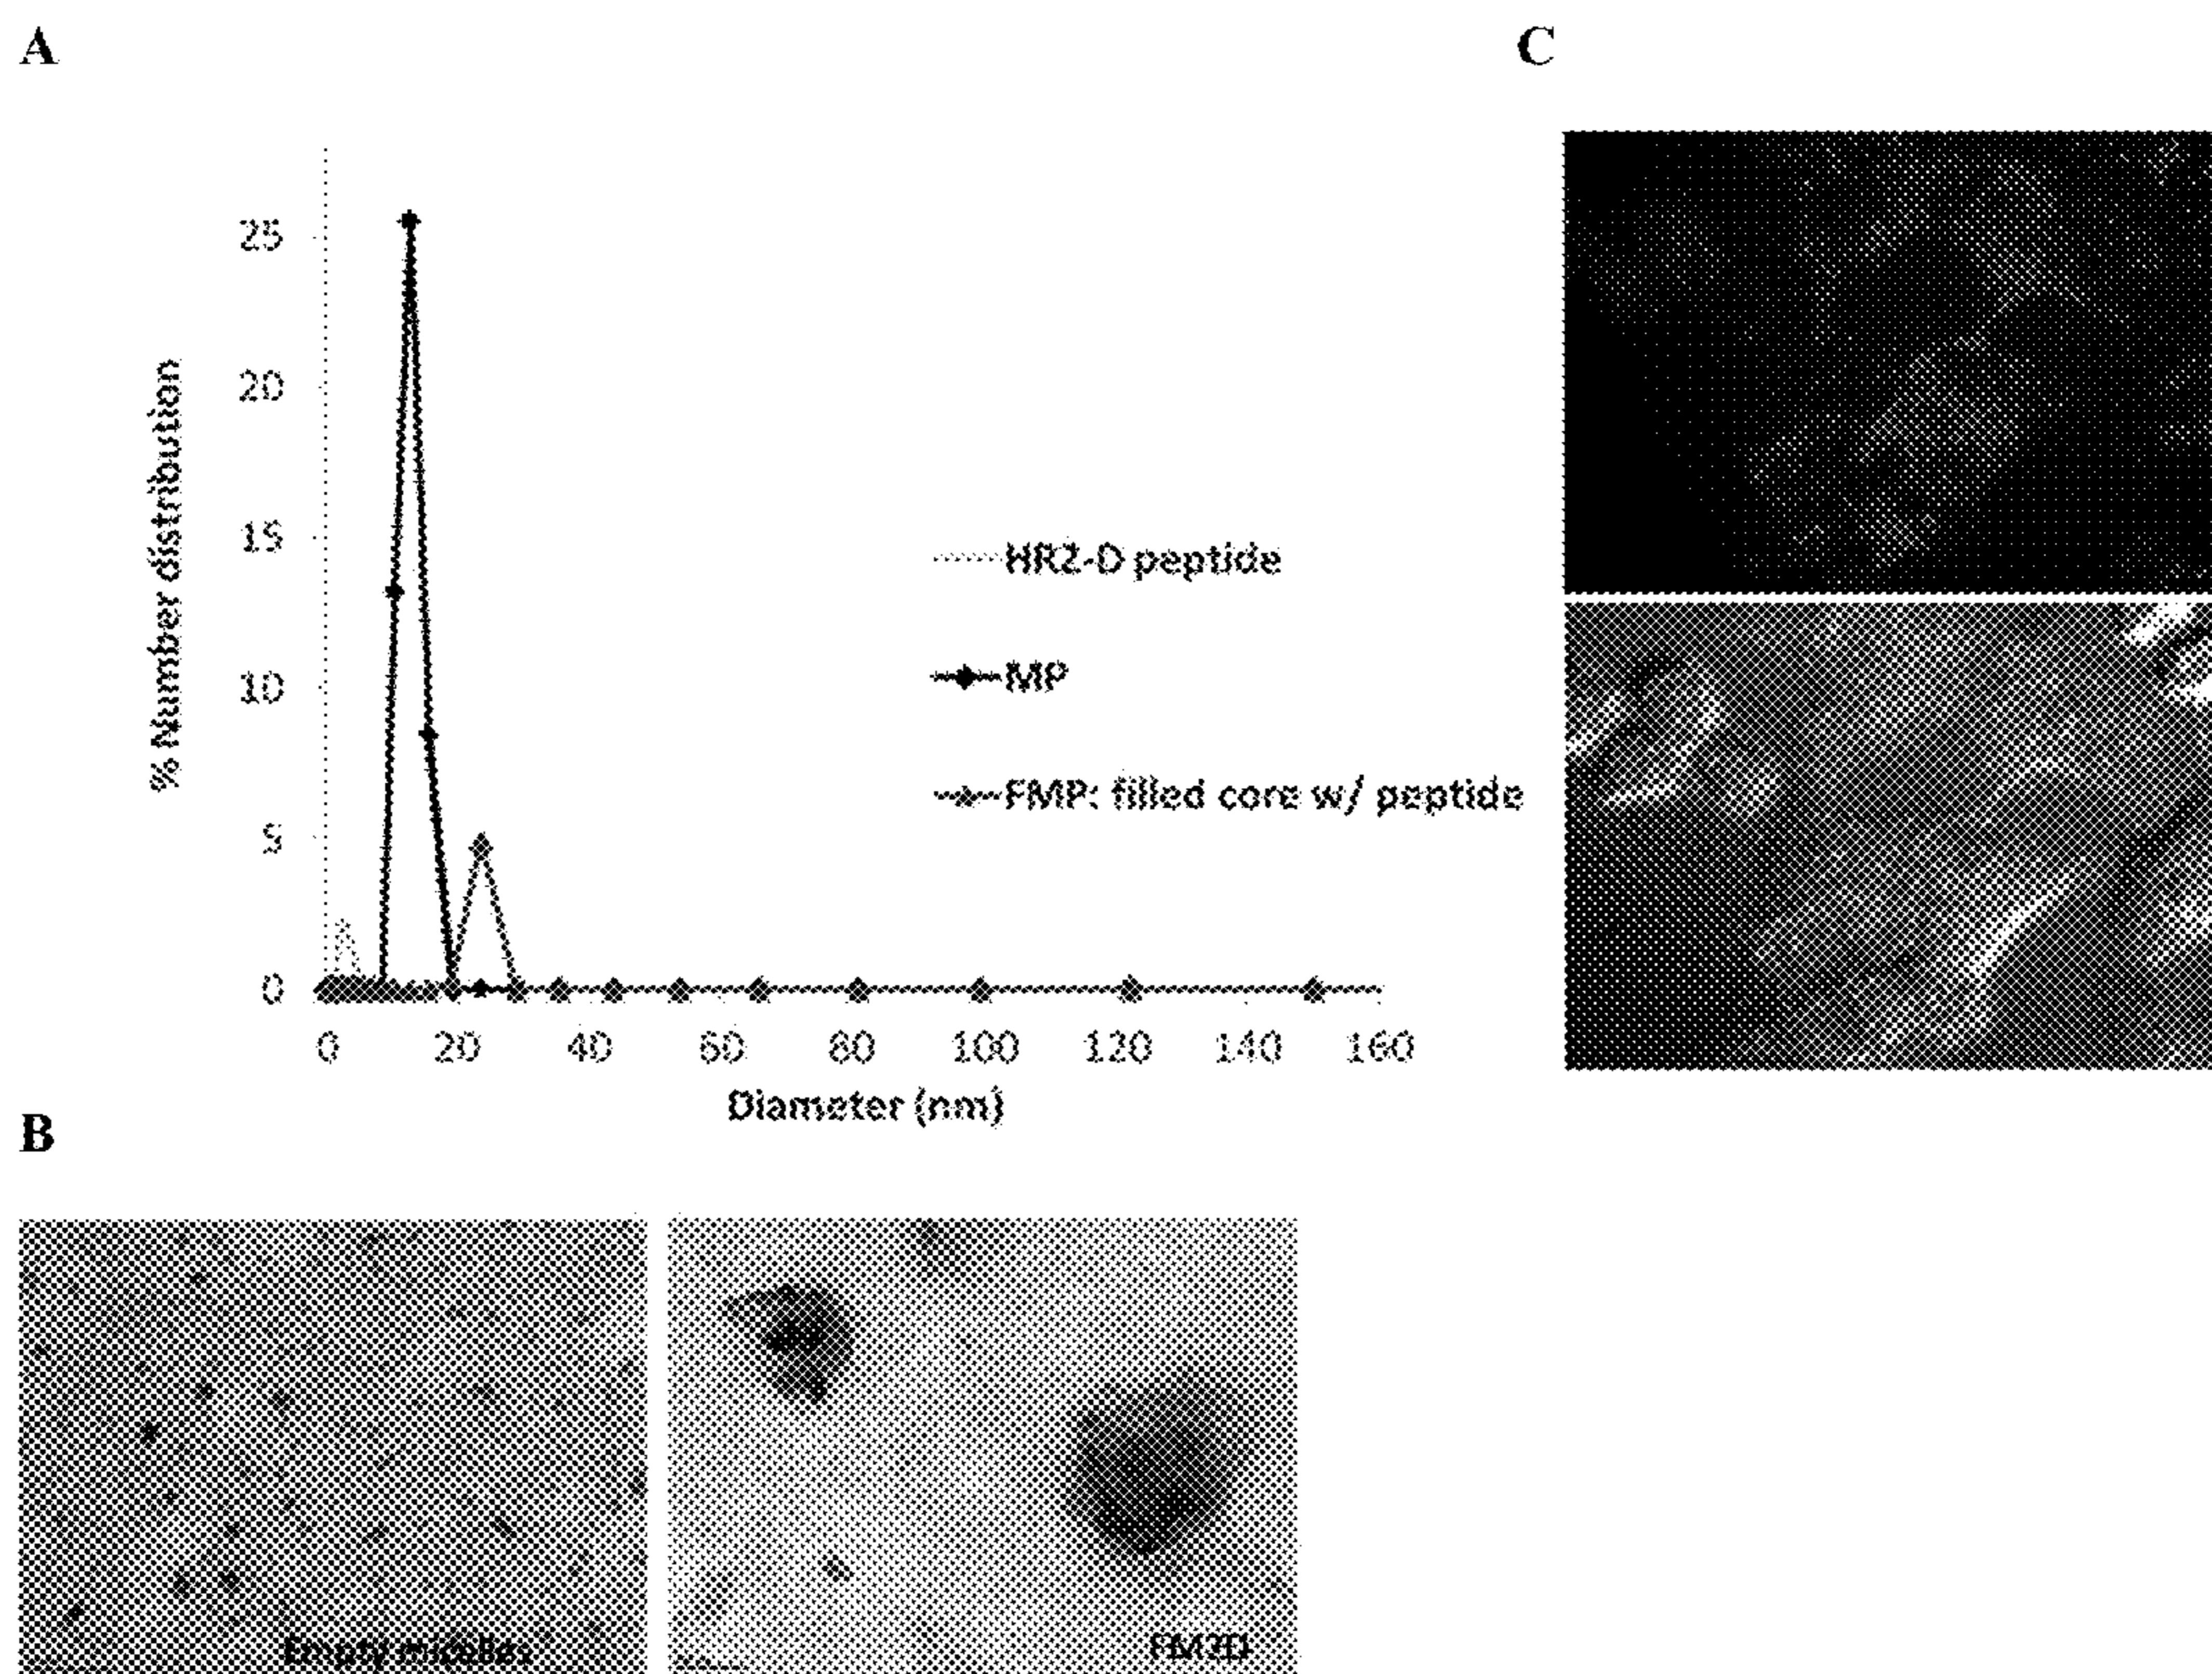 A
C
25
20
15
10
5
0
% Number distribution
HR2-D peptide
MP
FMP: filled core w/ peptide
0 20 40 60 80 100 120 140 160
Diameter (nm)
B
Empty micelles
FM2D